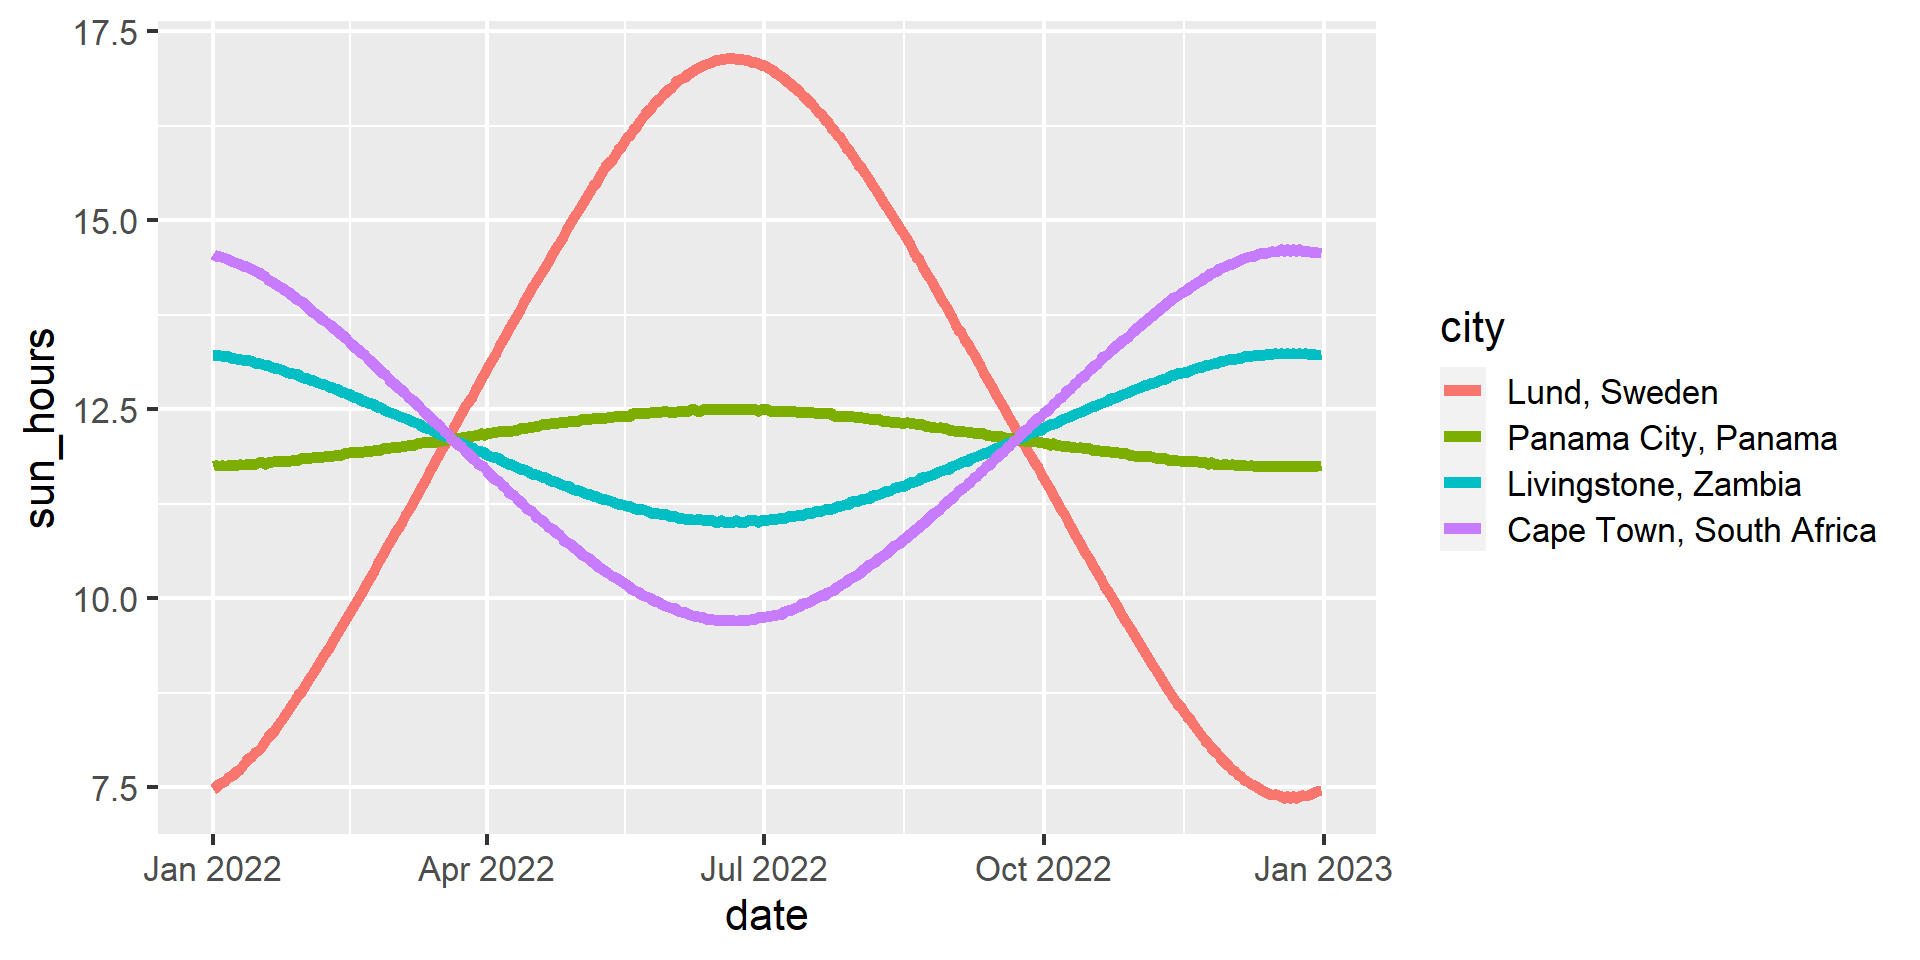 17.5
15.0
12.5
10.0
7.5
sun_hours
Jan 2022
Apr 2022
Jul 2022
Oct 2022
Jan 2023
date
city
Lund, Sweden
Panama City, Panama
Livingstone, Zambia
Cape Town, South Africa